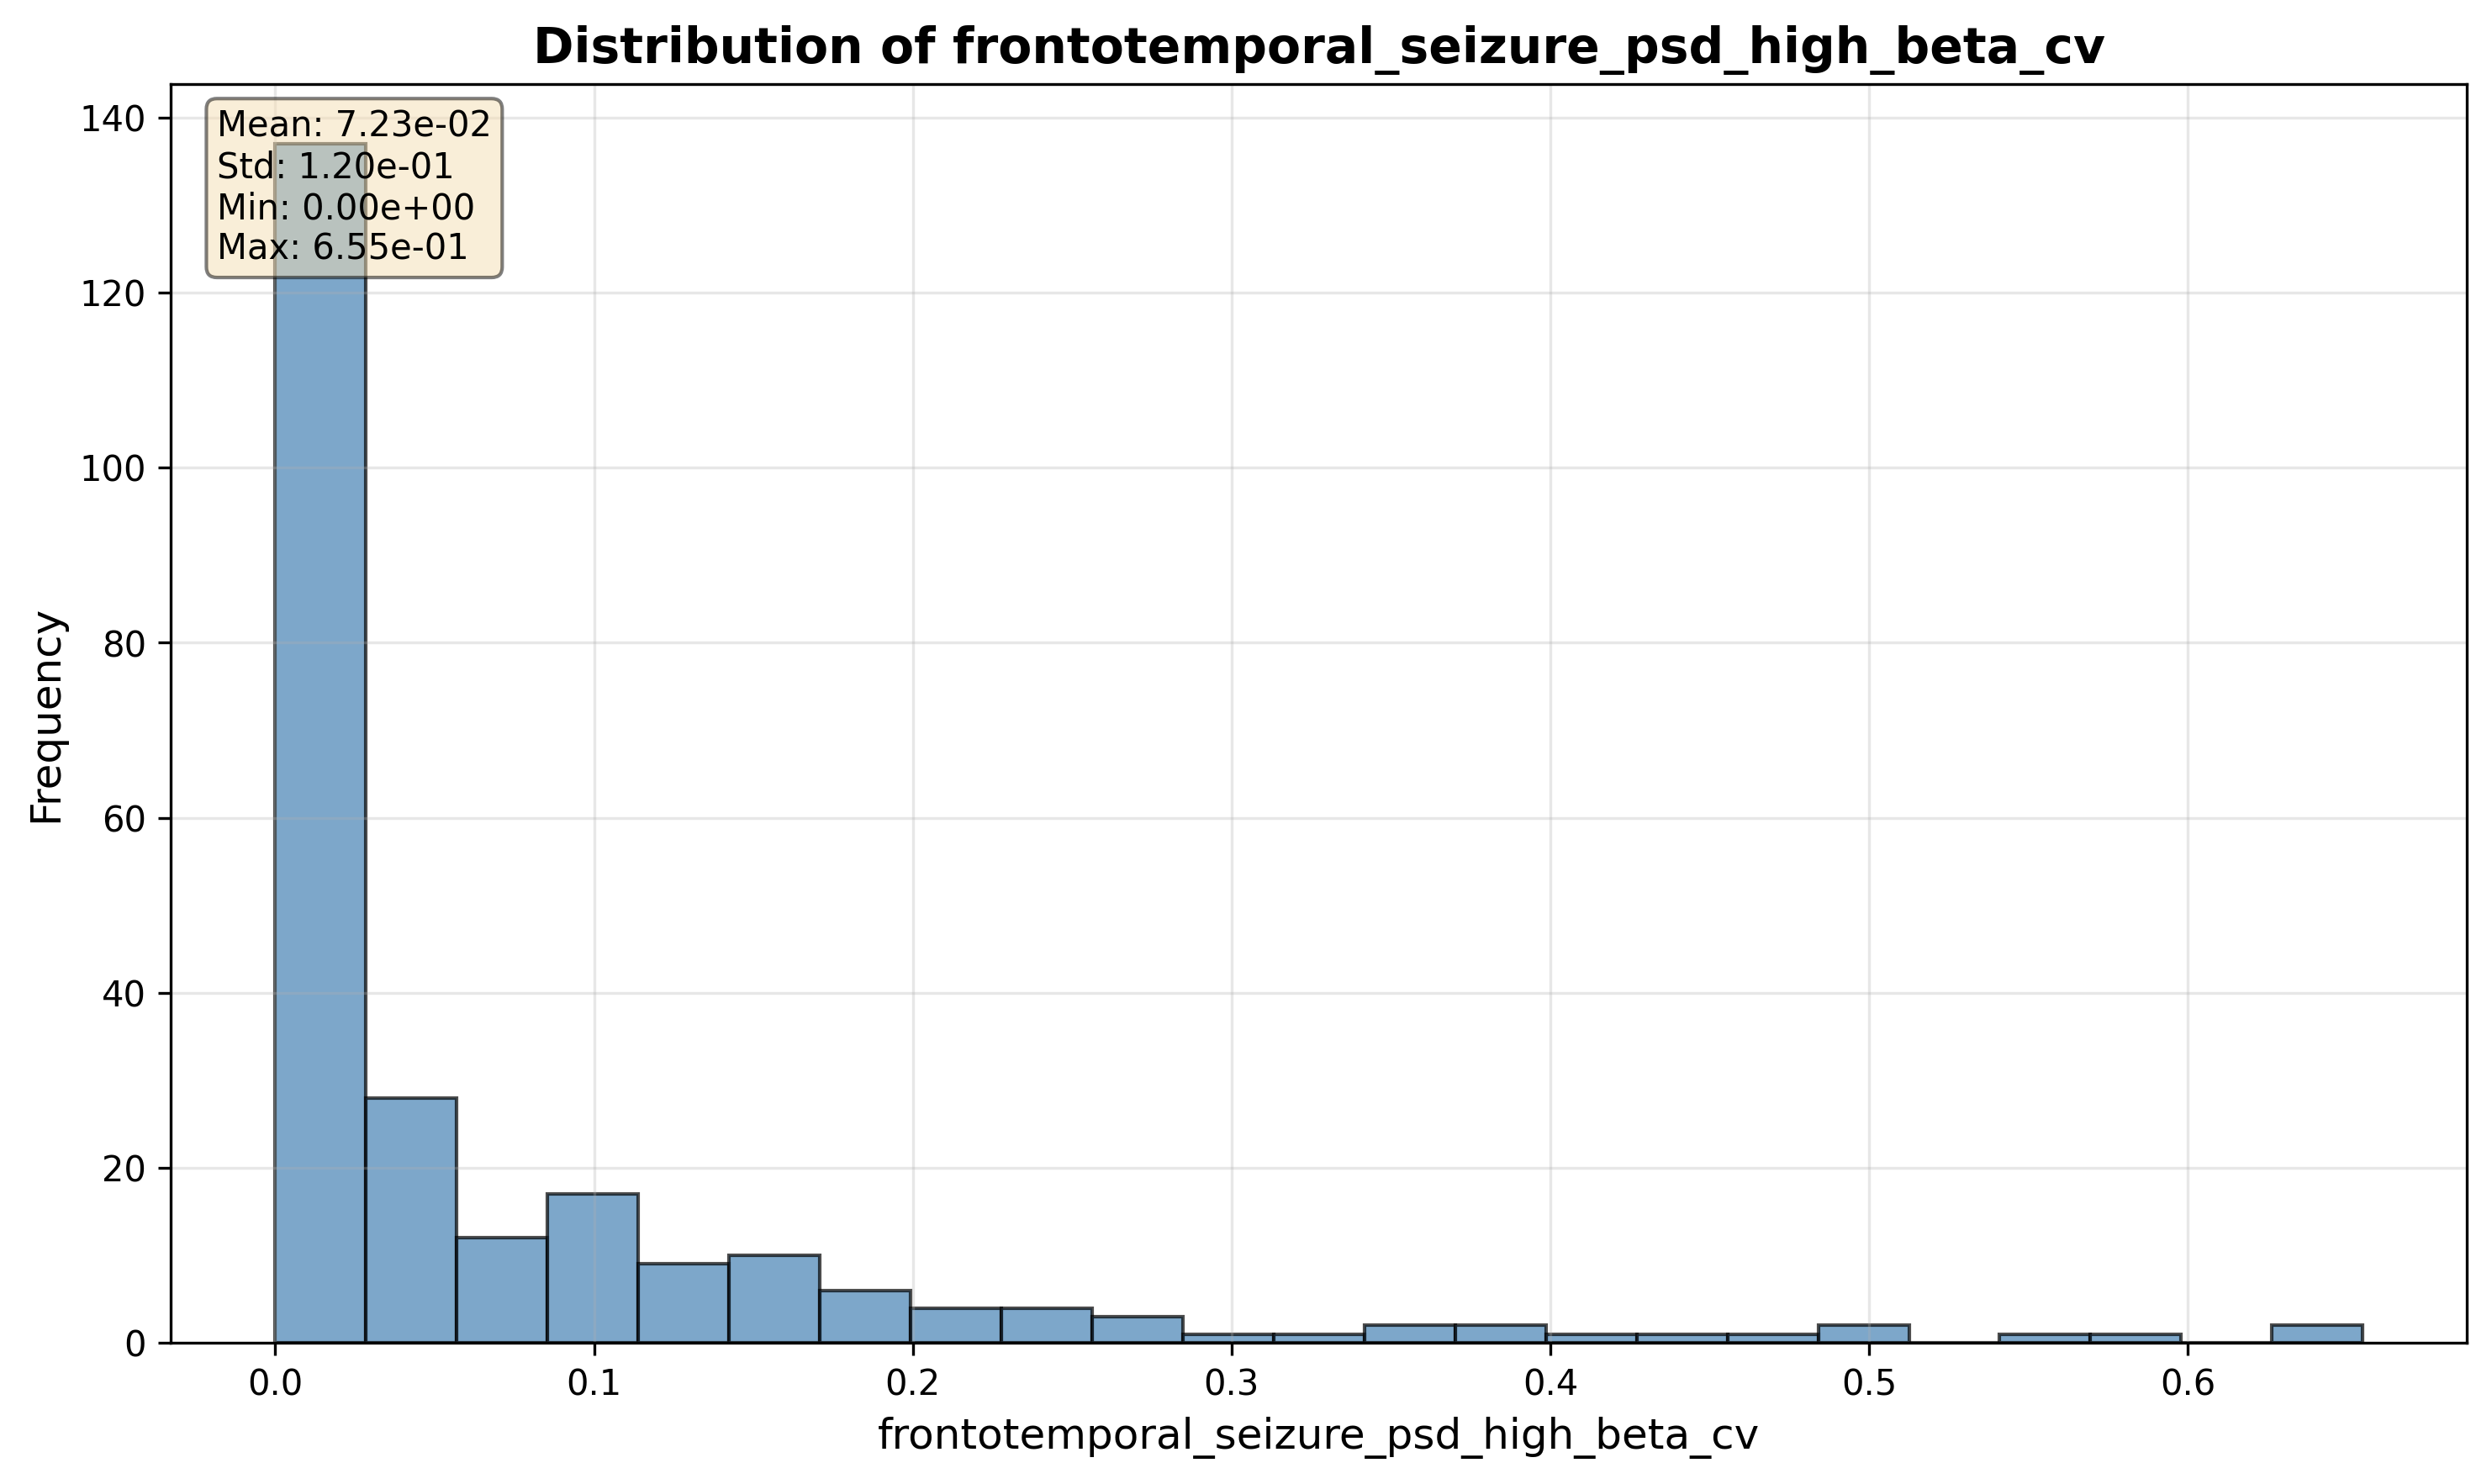 Distribution of frontotemporal_seizure_psd_high_beta_cv
Mean: 7.23e-02
Std: 1.20e-01
Min: 0.00e+00
Max: 6.55e-01
Frequency
140
120
100
80
60
40
20
0
0.0 0.1 0.2 0.3 0.4 0.5 0.6
frontotemporal_seizure_psd_high_beta_cv